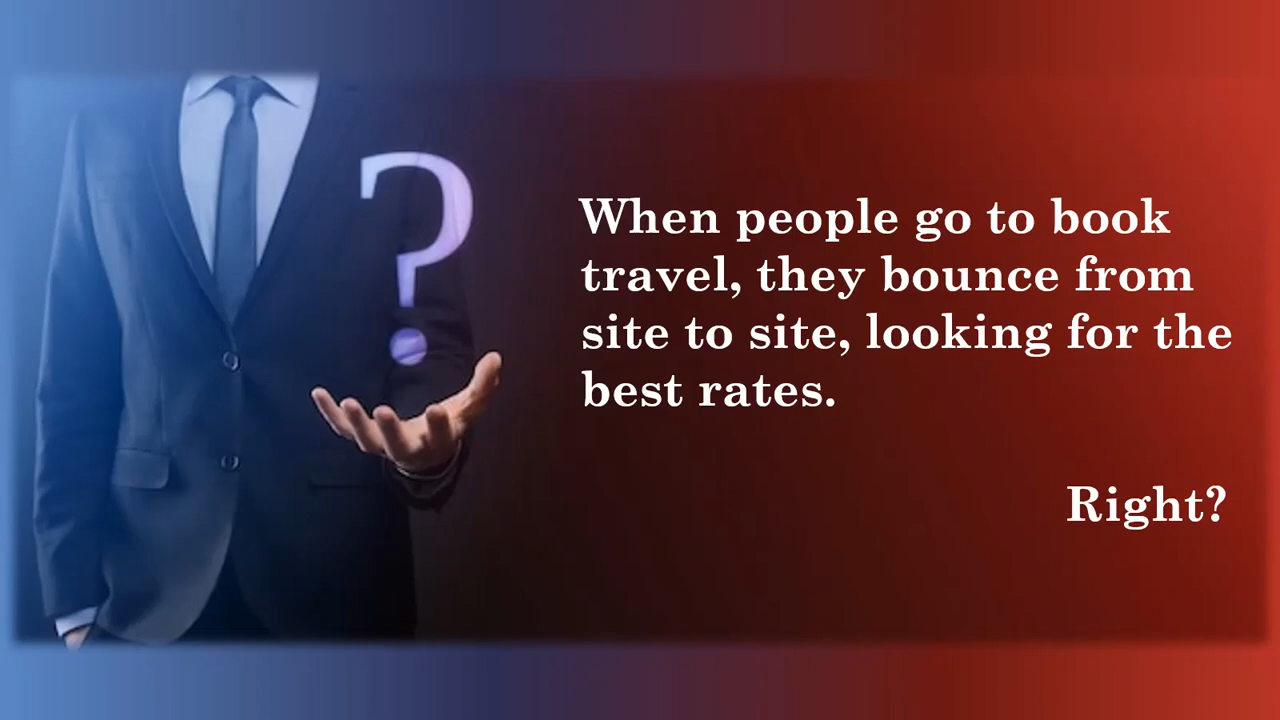 ?
When people go to book
travel, they bounce from
site to site, looking for the
best rates.
Right?